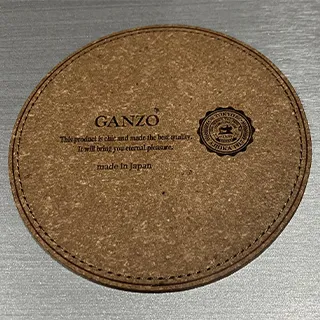 GANZO
This product is chic and made the best quality.
It will bring you eternal pleasure.
made in Japan